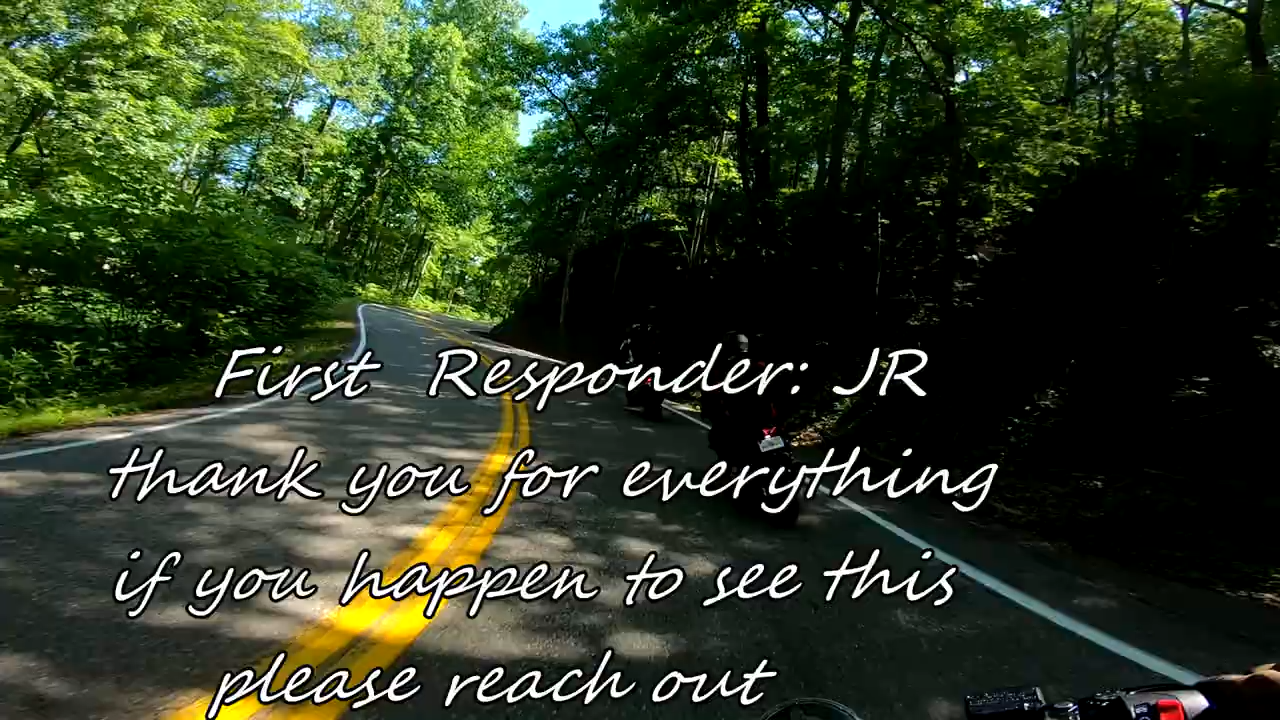 First Responder: JR
thank you for everything
if you happen to see this
please reach out